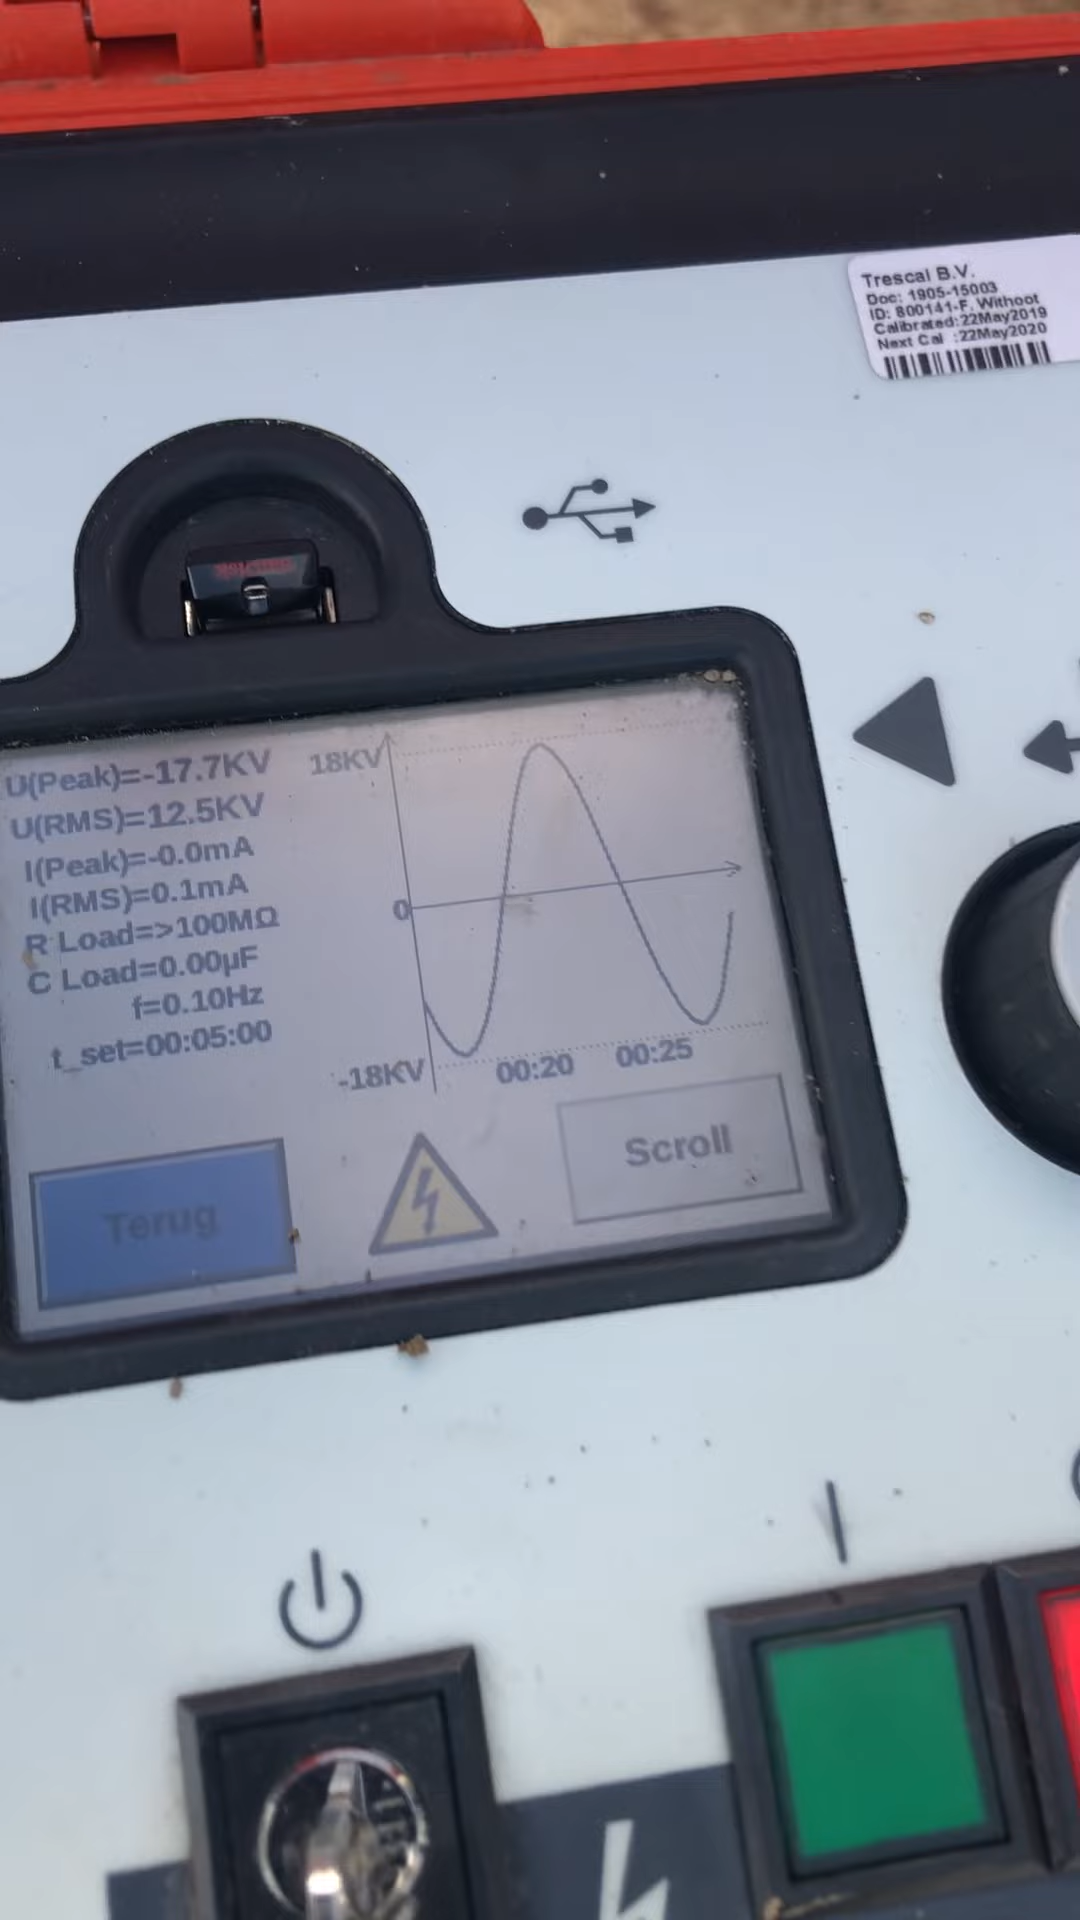 Trescal B.V.
Doc: 1905-15003
ID: 800141-F. Withoot
Calibrated:22May2019
Next Cal :22May2020
U(Peak)=-17.7KV
U(RMS)=12.5KV
I(Peak)=-0.0mA
I(RMS)=0.1mA
R Load=>100MΩ
C Load=0.00µF
f=0.10Hz
t_set=00:05:00
18KV
0
-18KV
00:20 00:25
Terug
Scroll